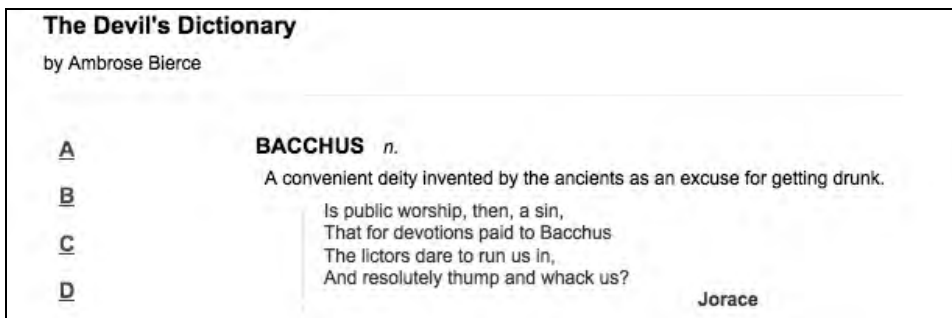 The Devil's Dictionary
by Ambrose Bierce
A
B
C
D
BACCHUS n.
A convenient deity invented by the ancients as an excuse for getting drunk.
Is public worship, then, a sin,
That for devotions paid to Bacchus
The lictors dare to run us in,
And resolutely thump and whack us?
Jorace